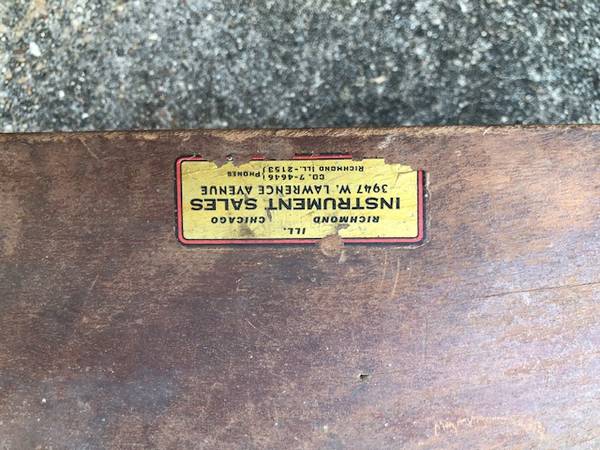 ILL.
RICHMOND CHICAGO
INSTRUMENT SALES
3947 W. LAWRENCE AVENUE
CO. 7-4646 } PHONES
RICHMOND ILL.-2153